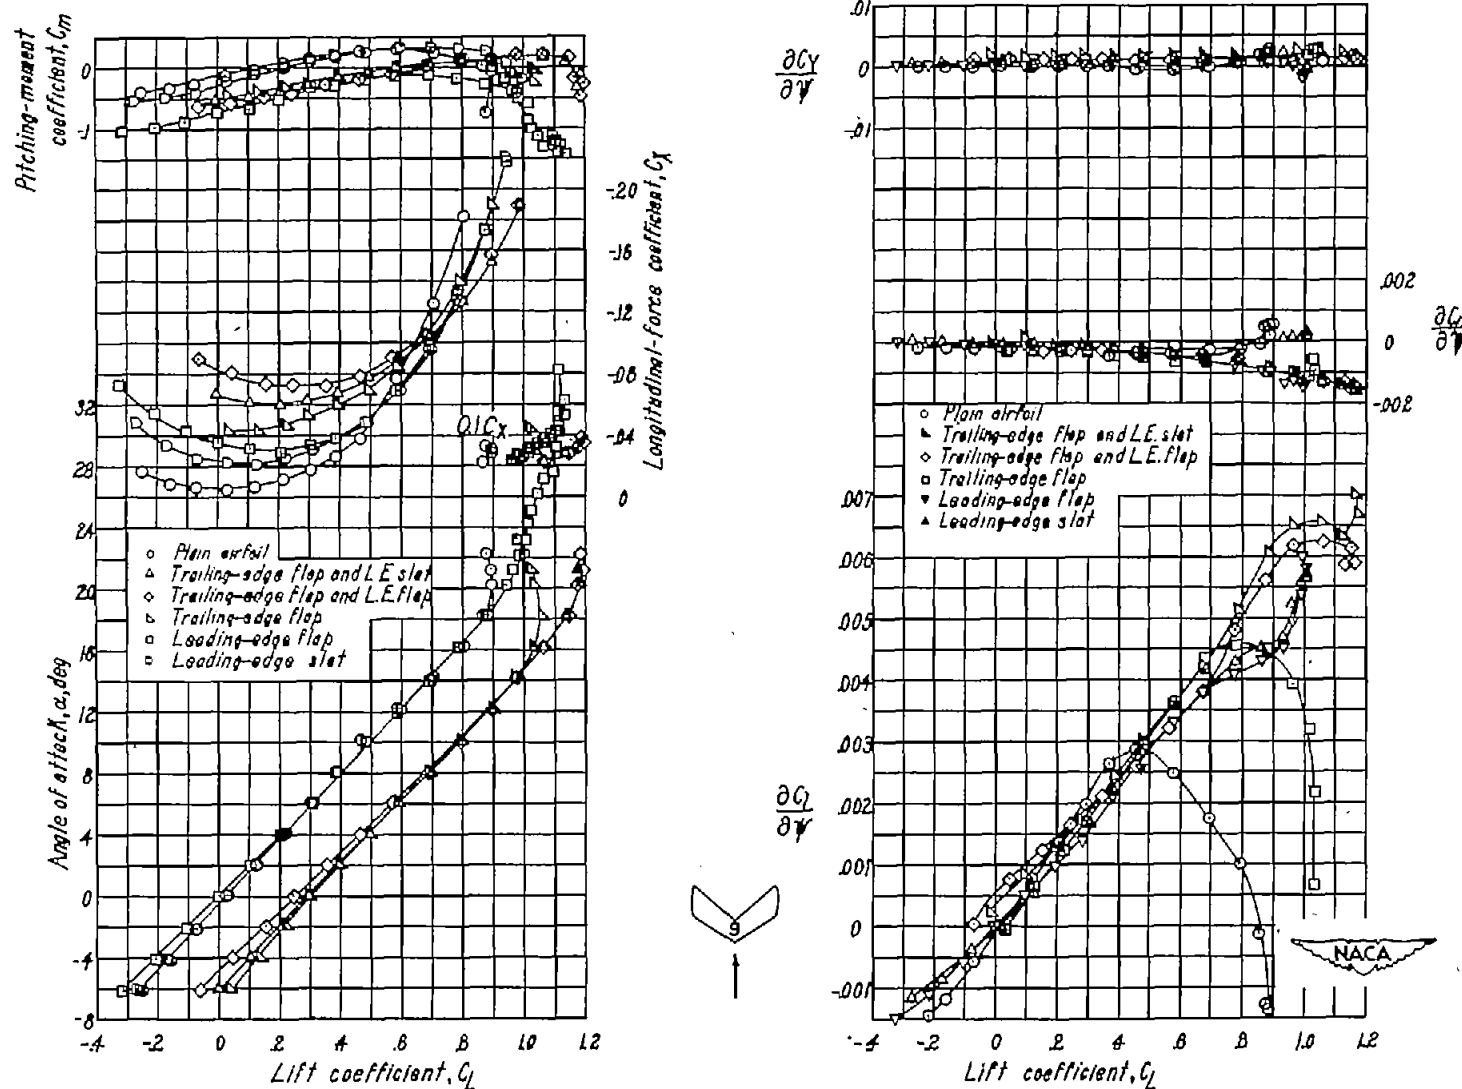 Pitching-moment
coefficient, Cm
0
-.1
Longitudinal-force coefficient, Cx
-.20
-.16
-.12
-.08
-.04
0
0.1Cx
Angle of attack, α, deg
32
28
24
20
16
12
8
4
0
-4
-8
Plain airfoil
Trailing-edge flap and L.E. slat
Trailing-edge flap and L.E. flap
Trailing-edge flap
Leading-edge flap
Leading-edge slat
-.4 -.2 0 .2 .4 .6 .8 1.0 1.2
Lift coefficient, CL
9
∂CY
∂ψ
.01
0
-.01
.002
0
-.002
∂ψ
Plain airfoil
Trailing-edge flap and L.E. slat
Trailing-edge flap and L.E. flap
Trailing-edge flap
Leading-edge flap
Leading-edge slat
∂Cl
∂ψ
.007
.006
.005
.004
.003
.002
.001
0
-.001
-.4 -.2 0 .2 .4 .6 .8 1.0 1.2
Lift coefficient, CL
NACA